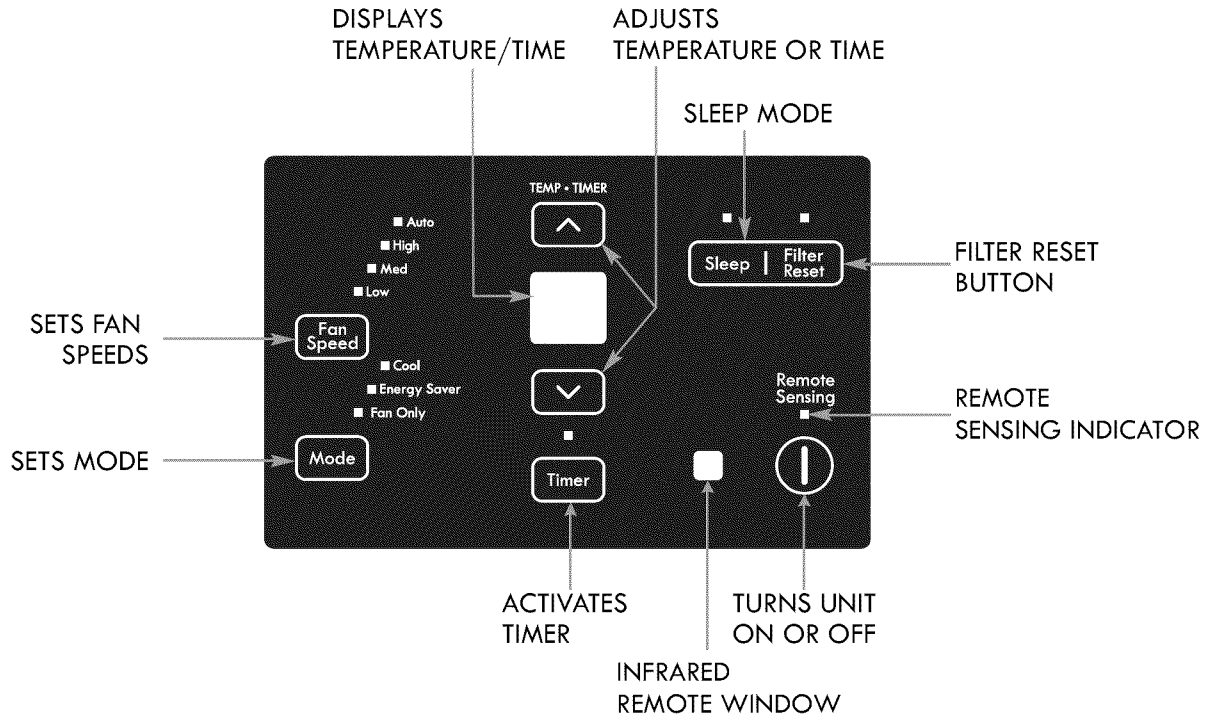 DISPLAYS
TEMPERATURE/TIME
ADJUSTS
TEMPERATURE OR TIME
SLEEP MODE
TEMP • TIMER
Auto
High
Med
Low
Sleep | Filter
Reset
FILTER RESET
BUTTON
SETS FAN
SPEEDS
Fan
Speed
Cool
Energy Saver
Fan Only
Remote
Sensing
REMOTE
SENSING INDICATOR
SETS MODE
Mode
Timer
ACTIVATES
TIMER
TURNS UNIT
ON OR OFF
INFRARED
REMOTE WINDOW